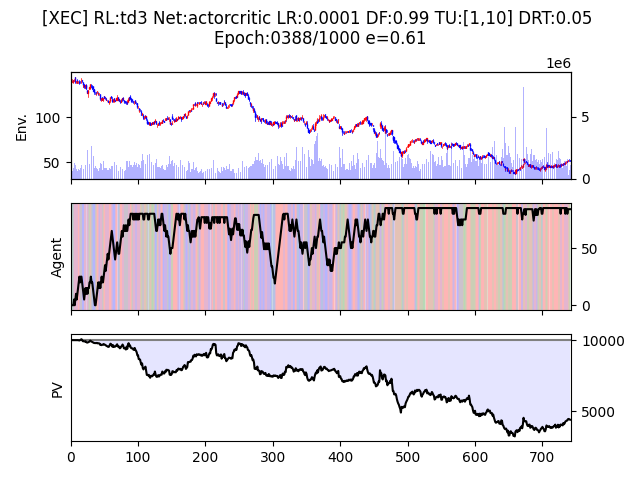 [XEC] RL:td3 Net:actorcritic LR:0.0001 DF:0.99 TU:[1,10] DRT:0.05
Epoch:0388/1000 e=0.61
1e6
Env.
100
50
5
0
Agent
50
0
PV
10000
5000
0 100 200 300 400 500 600 700